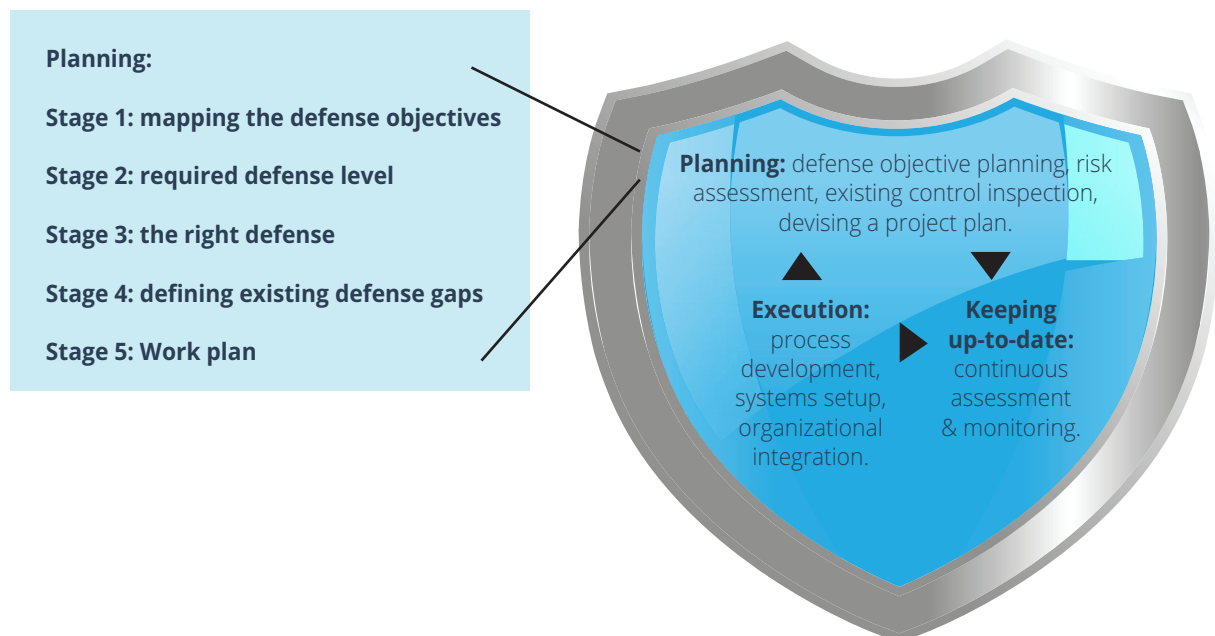 Planning:
Stage 1: mapping the defense objectives
Stage 2: required defense level
Stage 3: the right defense
Stage 4: defining existing defense gaps
Stage 5: Work plan
Planning: defense objective planning, risk
assessment, existing control inspection,
devising a project plan.
Execution:
process
development,
systems setup,
organizational
integration.
Keeping
up-to-date:
continuous
assessment
& monitoring.